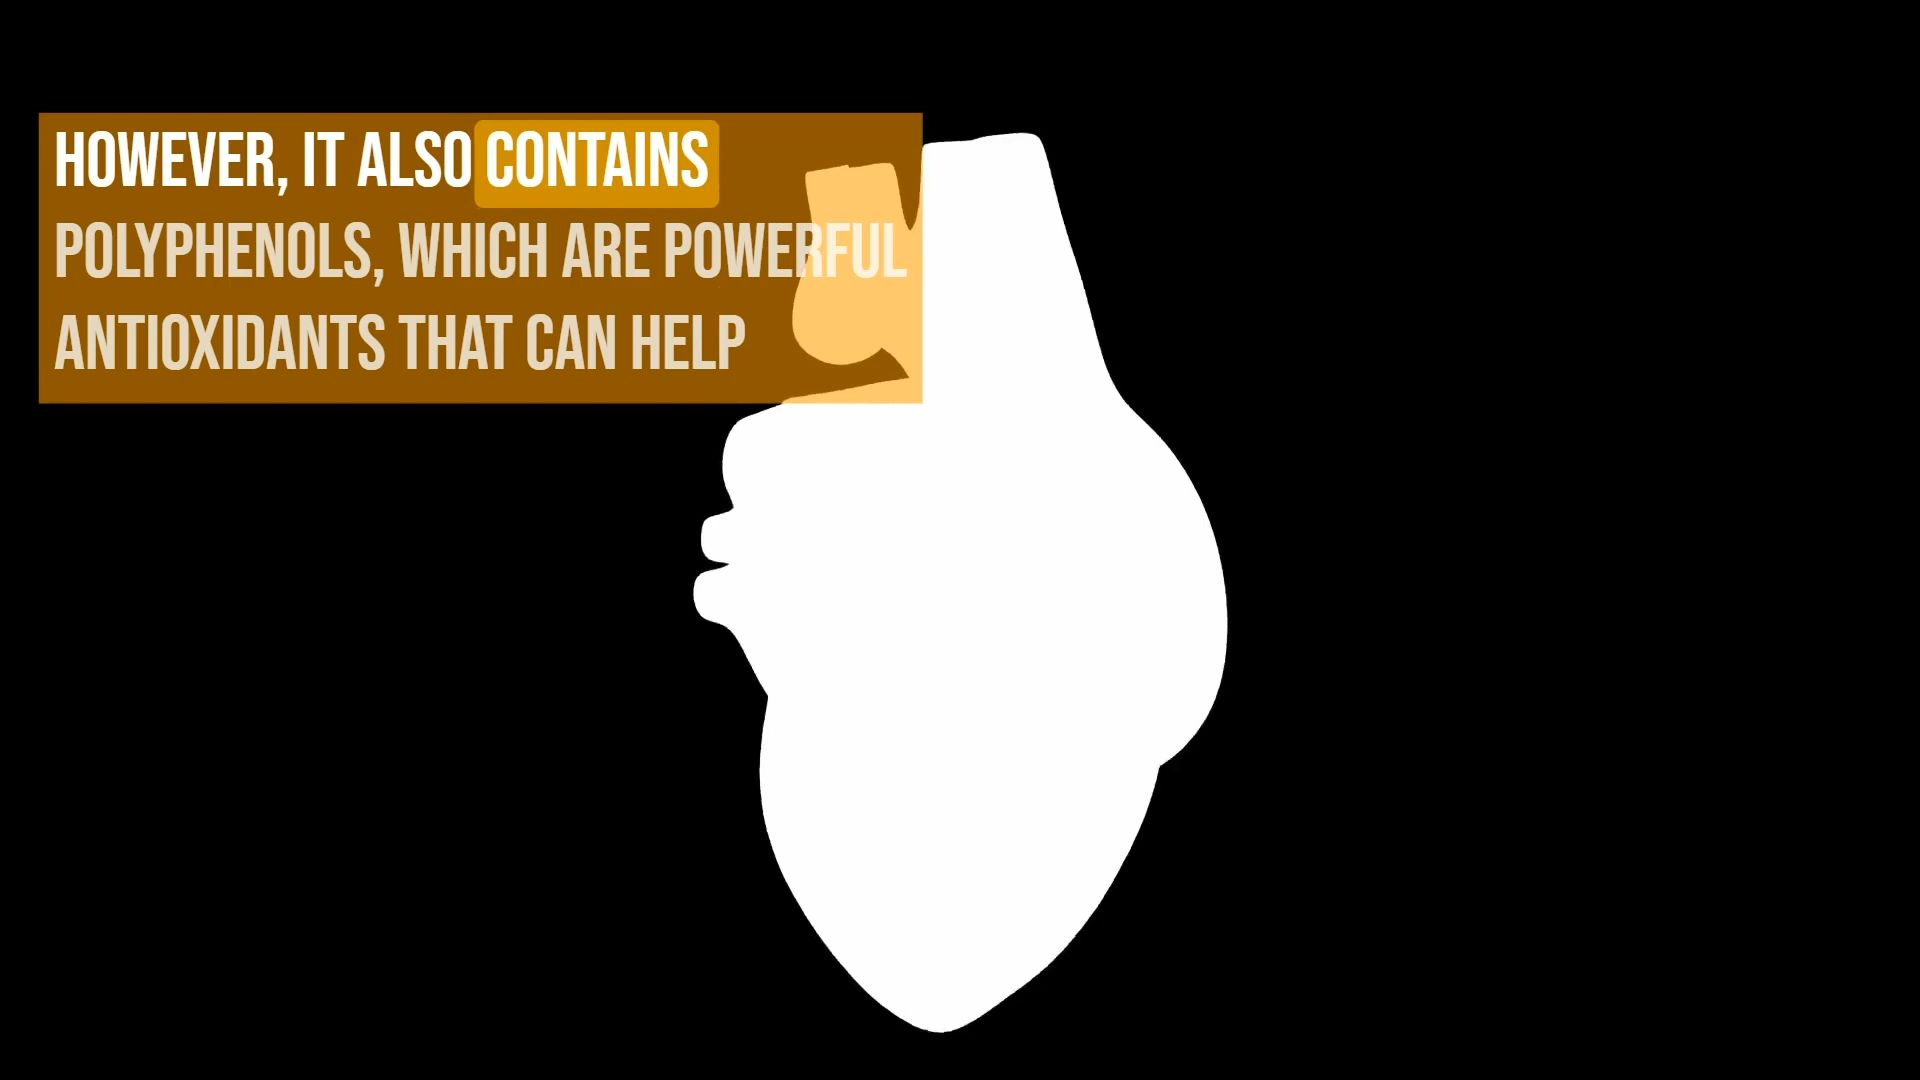 HOWEVER, IT ALSO CONTAINS
POLYPHENOLS, WHICH ARE POWERFUL
ANTIOXIDANTS THAT CAN HELP